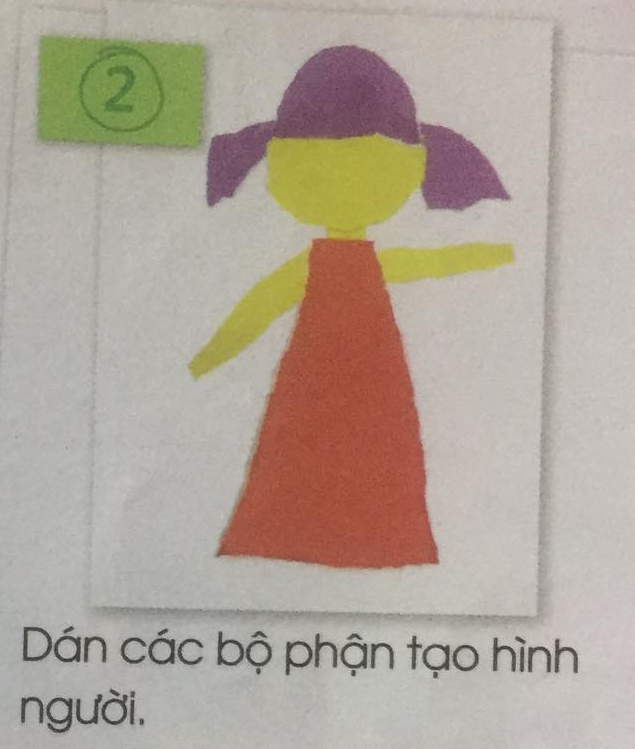 2
Dán các bộ phận tạo hình
người.